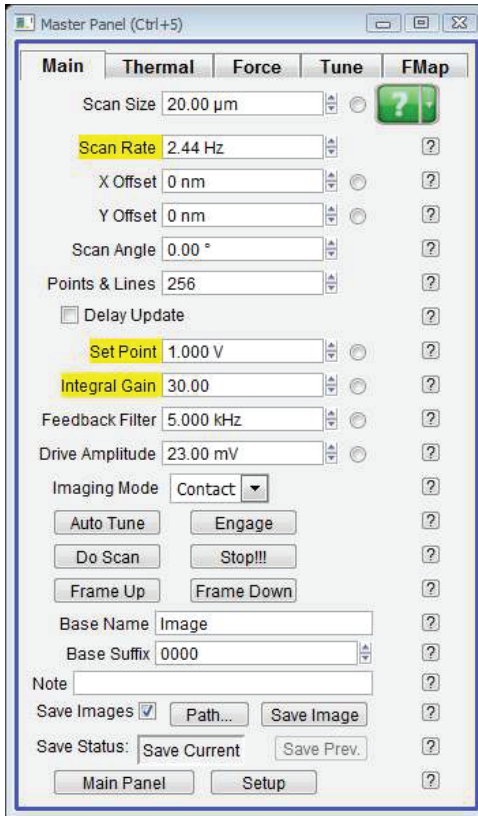 Master Panel (Ctrl+5)
Main Thermal Force Tune FMap
Scan Size 20.00 µm ?
Scan Rate 2.44 Hz ?
X Offset 0 nm ?
Y Offset 0 nm ?
Scan Angle 0.00 ° ?
Points & Lines 256 ?
Delay Update ?
Set Point 1.000 V ?
Integral Gain 30.00 ?
Feedback Filter 5.000 kHz ?
Drive Amplitude 23.00 mV ?
Imaging Mode Contact ?
Auto Tune Engage ?
Do Scan Stop!!! ?
Frame Up Frame Down ?
Base Name Image ?
Base Suffix 0000 ?
Note ?
Save Images Path... Save Image ?
Save Status: Save Current Save Prev. ?
Main Panel Setup ?